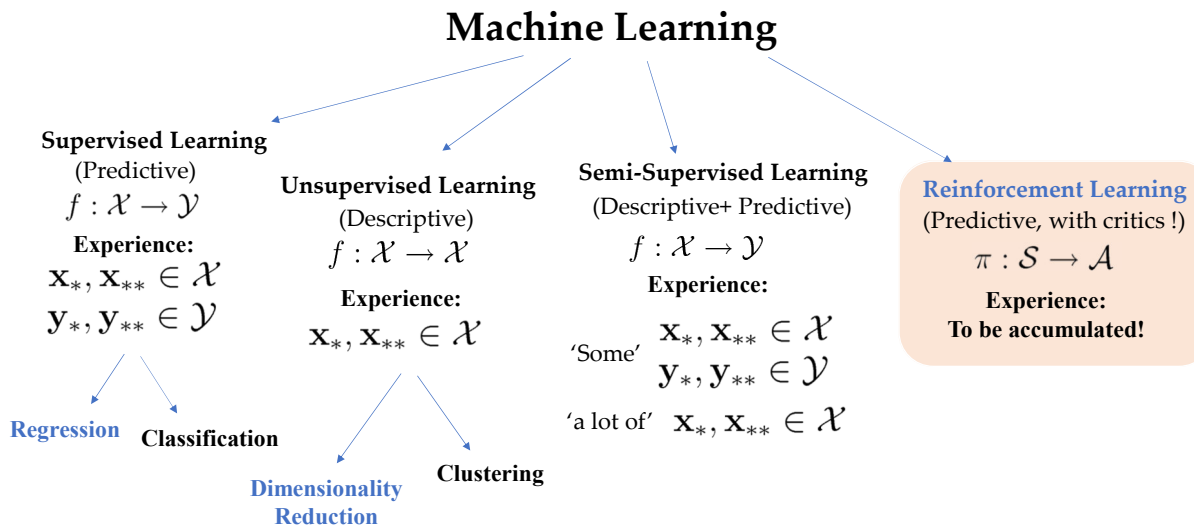 Machine Learning
Supervised Learning
(Predictive)
f : 𝒳 → 𝒴
Experience:
𝐱∗, 𝐱∗∗ ∈ 𝒳
𝐲∗, 𝐲∗∗ ∈ 𝒴
Regression
Classification
Unsupervised Learning
(Descriptive)
f : 𝒳 → 𝒳
Experience:
𝐱∗, 𝐱∗∗ ∈ 𝒳
Dimensionality
Reduction
Clustering
Semi-Supervised Learning
(Descriptive+ Predictive)
f : 𝒳 → 𝒴
Experience:
‘Some’
𝐱∗, 𝐱∗∗ ∈ 𝒳
𝐲∗, 𝐲∗∗ ∈ 𝒴
‘a lot of’ 𝐱∗, 𝐱∗∗ ∈ 𝒳
Reinforcement Learning
(Predictive, with critics !)
π : 𝒮 → 𝒜
Experience:
To be accumulated!